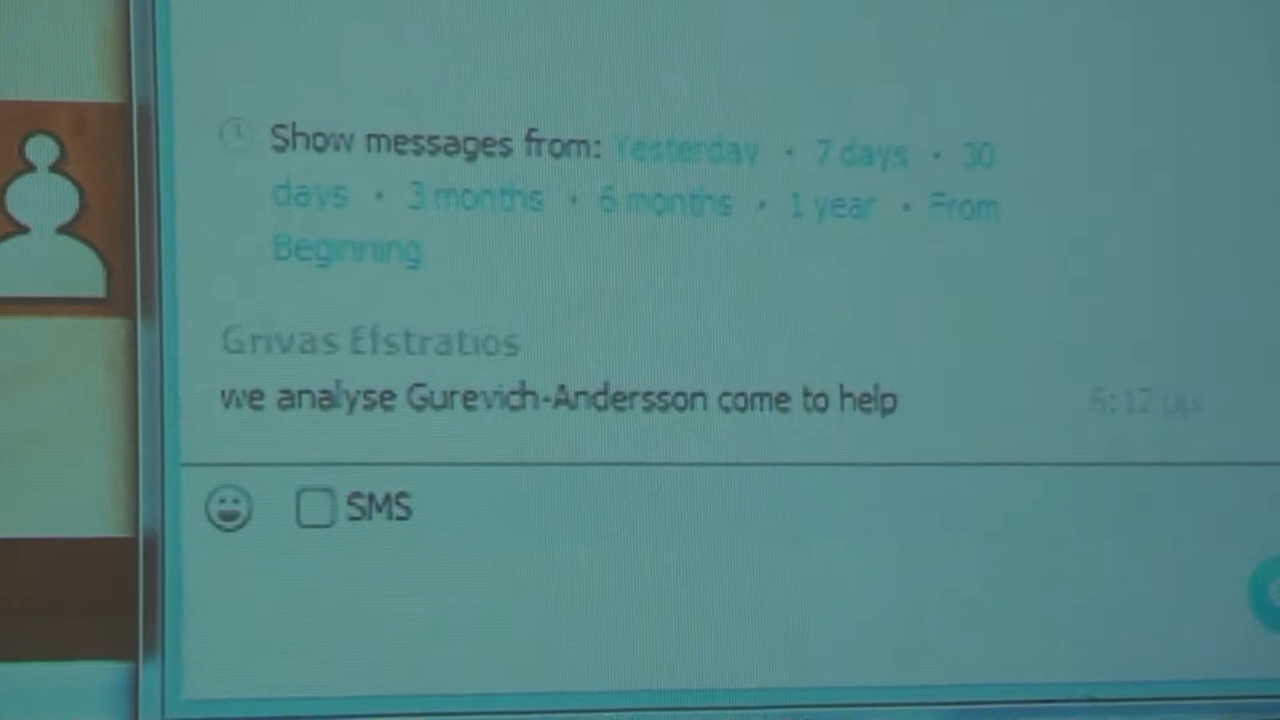 Show messages from: Yesterday · 7 days · 30
days · 3 months · 6 months · 1 year · From
Beginning
Grivas Efstratios
we analyse Gurevich-Andersson come to help
SMS